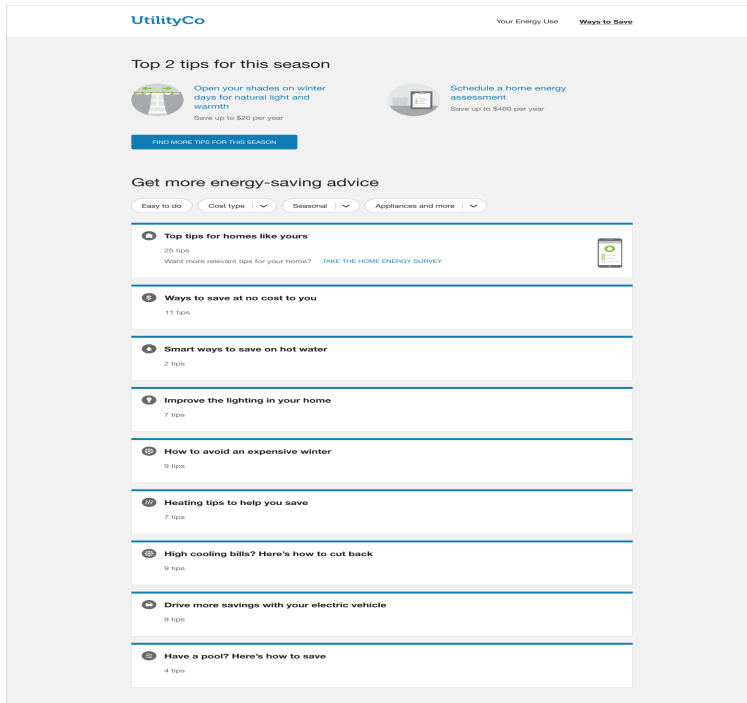 UtilityCo
Your Energy Use
Ways to Save
Top 2 tips for this season
Open your shades on winter
days for natural light and
warmth
Save up to $20 per year
Schedule a home energy
assessment
Save up to $460 per year
FIND MORE TIPS FOR THIS SEASON
Get more energy-saving advice
Easy to do
Cost type
Seasonal
Appliances and more
Top tips for homes like yours
25 tips
Want more relevant tips for your home? TAKE THE HOME ENERGY SURVEY
$
Ways to save at no cost to you
11 tips
Smart ways to save on hot water
2 tips
Improve the lighting in your home
7 tips
How to avoid an expensive winter
9 tips
Heating tips to help you save
7 tips
High cooling bills? Here's how to cut back
9 tips
Drive more savings with your electric vehicle
9 tips
Have a pool? Here's how to save
4 tips